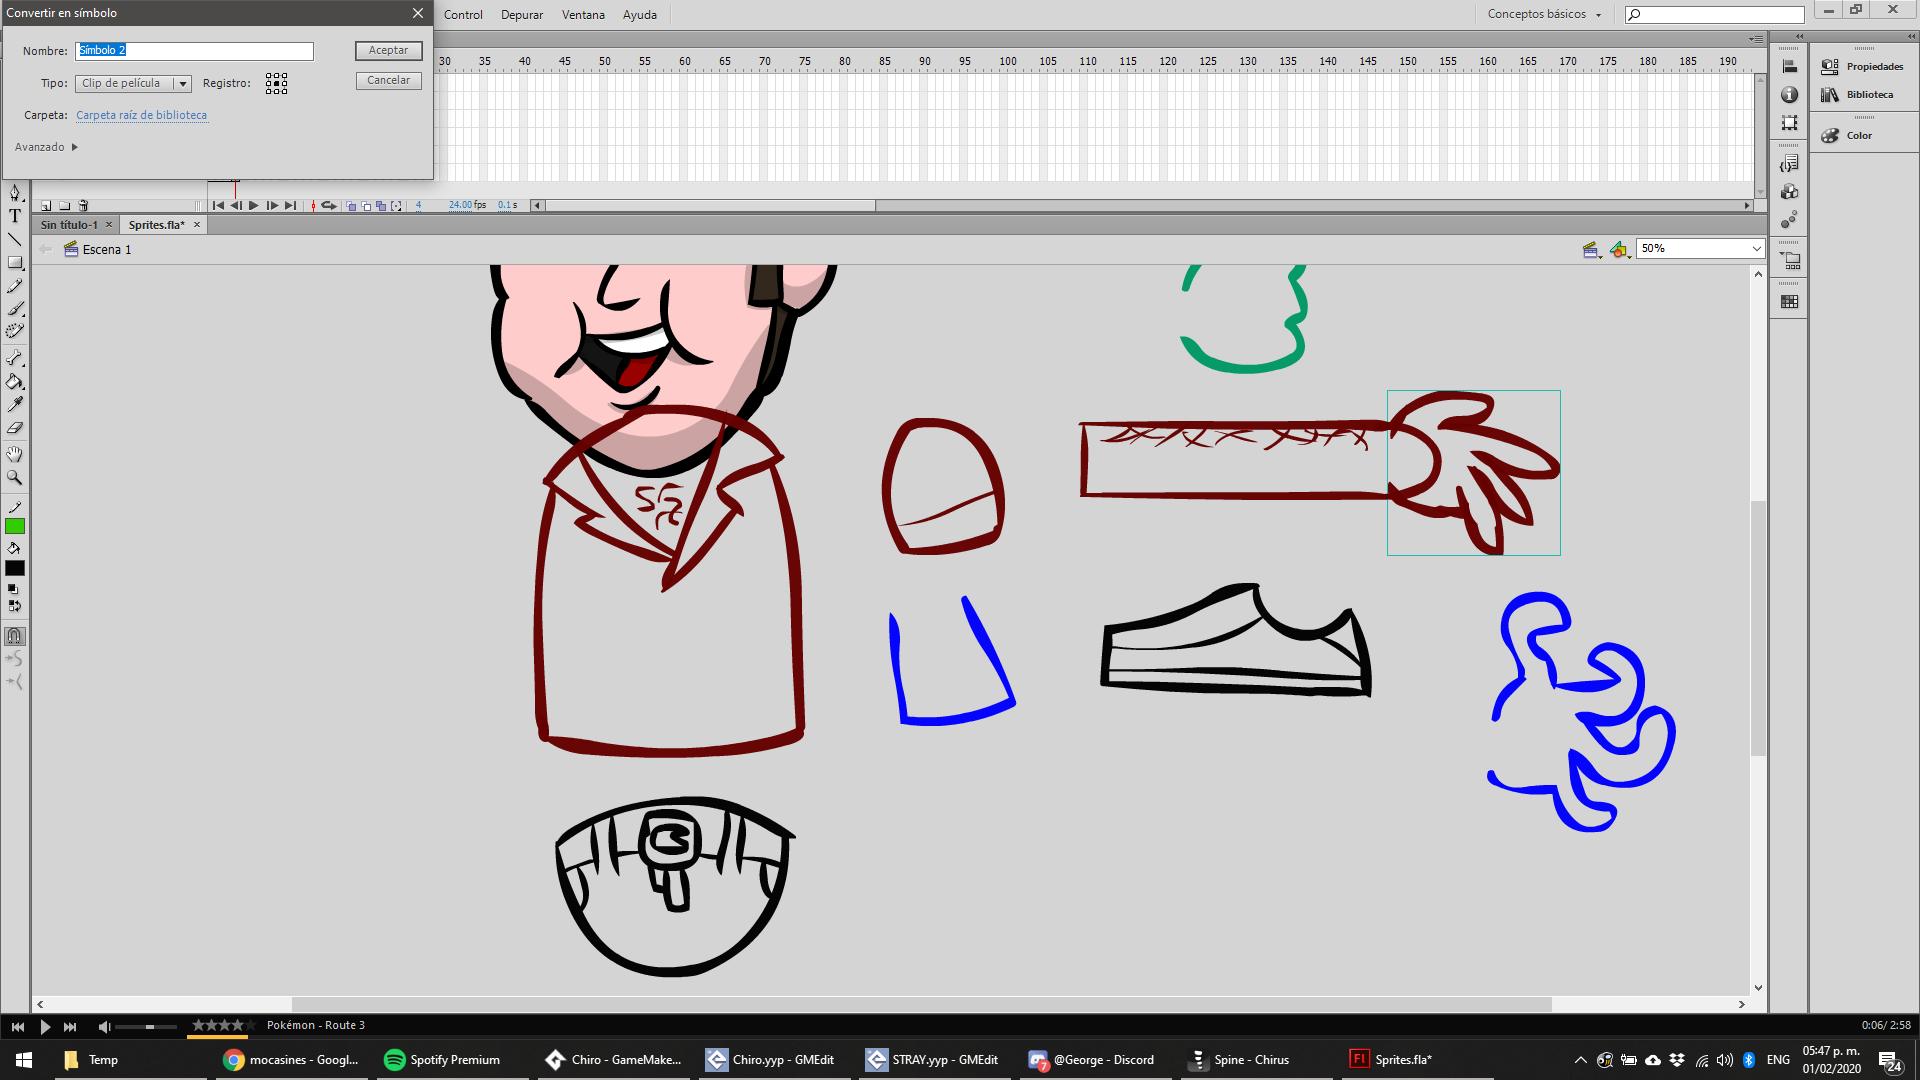 Convertir en símbolo
Nombre: Símbolo 2
Aceptar
Tipo: Clip de película
Registro:
Cancelar
Carpeta: Carpeta raíz de biblioteca
Avanzado
Control Depurar Ventana Ayuda
Conceptos básicos
30 35 40 45 50 55 60 65 70 75 80 85 90 95 100 105 110 115 120 125 130 135 140 145 150 155 160 165 170 175 180 185 190
Propiedades
Biblioteca
Color
4 24.00 fps 0.1 s
Sin título-1 Sprites.fla*
Escena 1
50%
T
Pokémon - Route 3
0:06/ 2:58
Temp
mocasines - Googl...
Spotify Premium
Chiro - GameMake...
Chiro.yyp - GMEdit
STRAY.yyp - GMEdit
7
@George - Discord
Spine - Chirus
Fl
Sprites.fla*
ENG
05:47 p. m.
01/02/2020
24